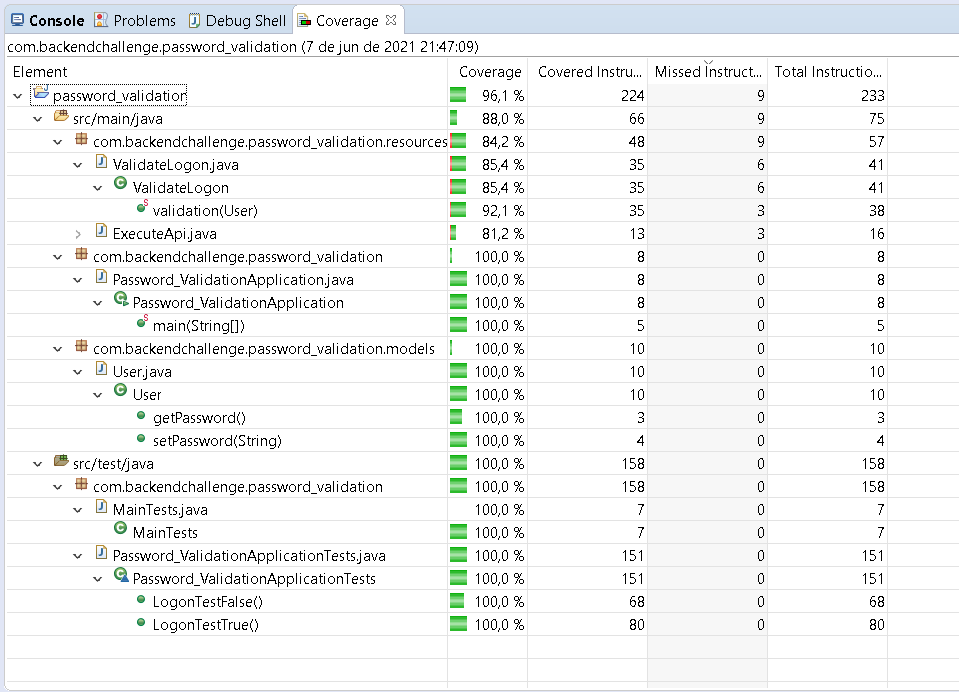 Console Problems Debug Shell Coverage
com.backendchallenge.password_validation (7 de jun de 2021 21:47:09)
Element Coverage Covered Instru... Missed Instruct... Total Instructio...
password_validation 96,1 % 224 9 233
src/main/java 88,0 % 66 9 75
com.backendchallenge.password_validation.resources 84,2 % 48 9 57
ValidateLogon.java 85,4 % 35 6 41
ValidateLogon 85,4 % 35 6 41
validation(User) 92,1 % 35 3 38
ExecuteApi.java 81,2 % 13 3 16
com.backendchallenge.password_validation 100,0 % 8 0 8
Password_ValidationApplication.java 100,0 % 8 0 8
Password_ValidationApplication 100,0 % 8 0 8
main(String[]) 100,0 % 5 0 5
com.backendchallenge.password_validation.models 100,0 % 10 0 10
User.java 100,0 % 10 0 10
User 100,0 % 10 0 10
getPassword() 100,0 % 3 0 3
setPassword(String) 100,0 % 4 0 4
src/test/java 100,0 % 158 0 158
com.backendchallenge.password_validation 100,0 % 158 0 158
MainTests.java 100,0 % 7 0 7
MainTests 100,0 % 7 0 7
Password_ValidationApplicationTests.java 100,0 % 151 0 151
Password_ValidationApplicationTests 100,0 % 151 0 151
LogonTestFalse() 100,0 % 68 0 68
LogonTestTrue() 100,0 % 80 0 80